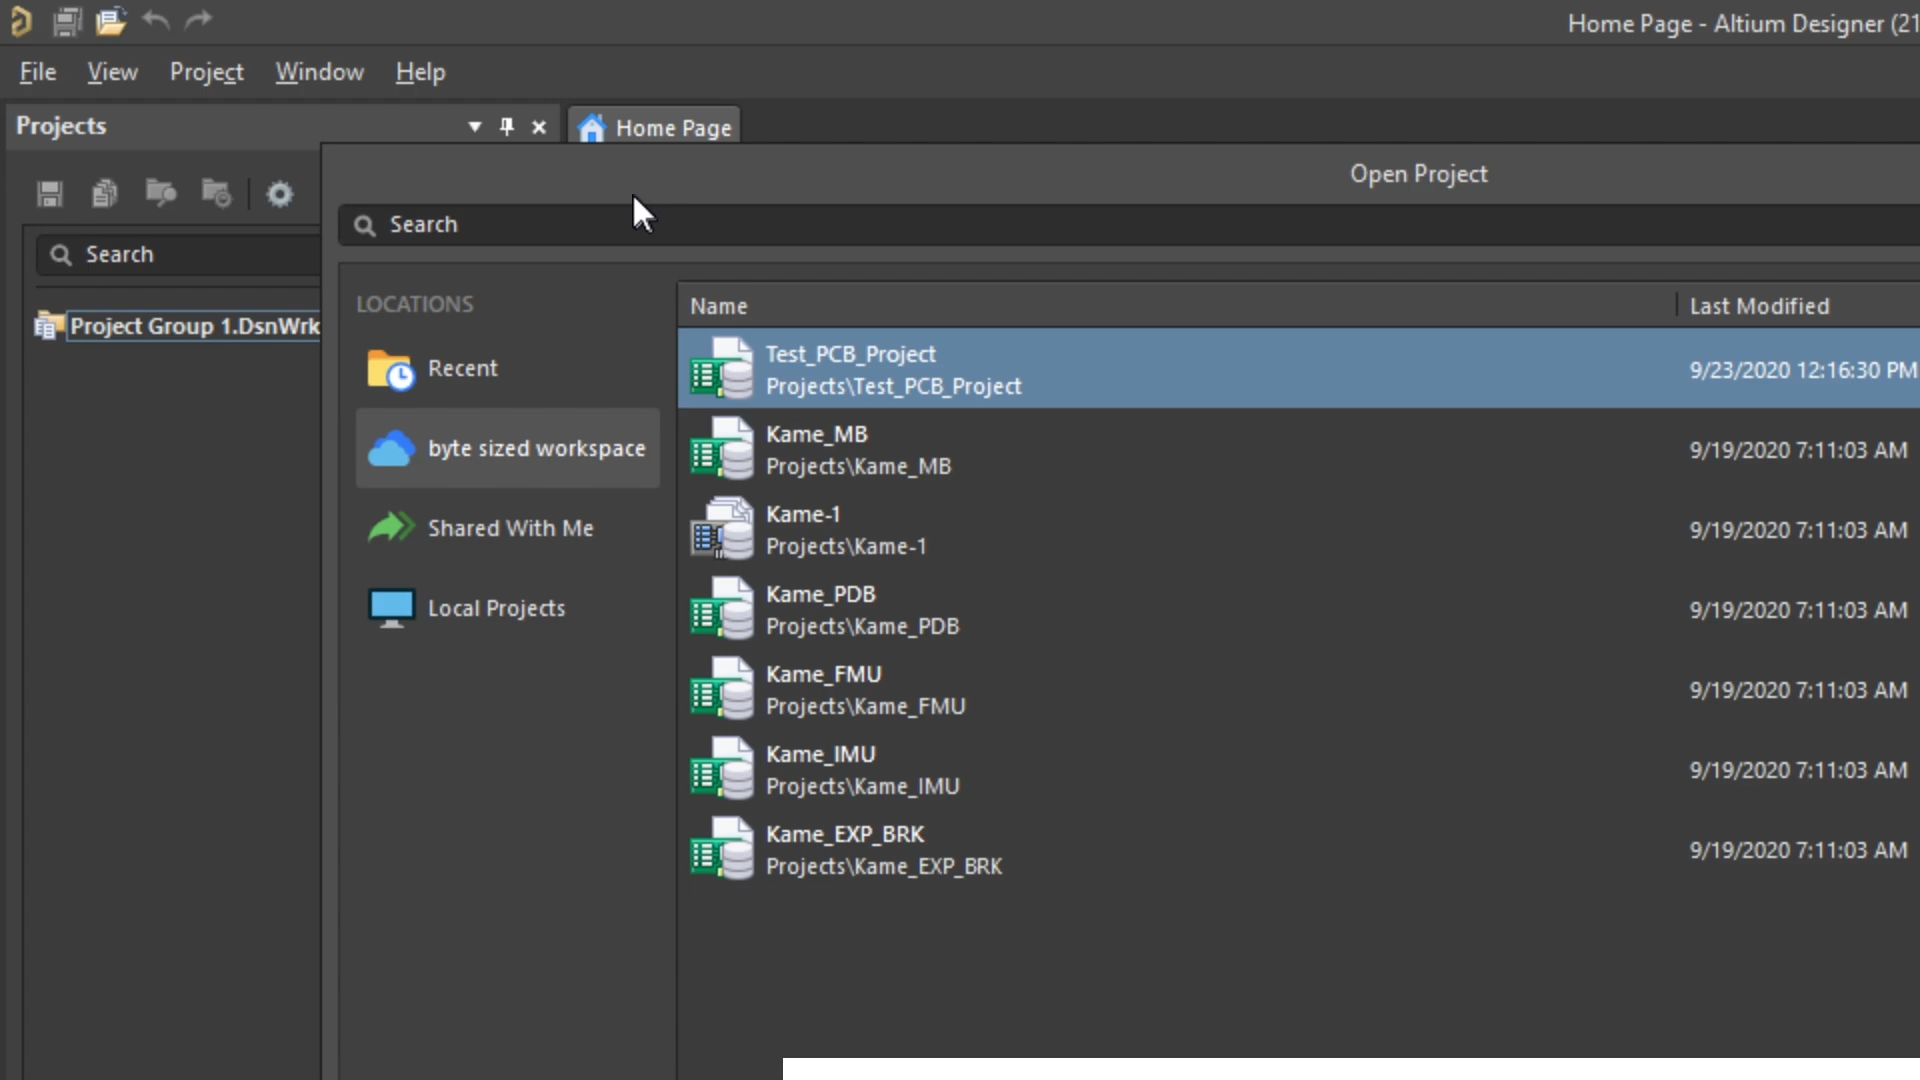 Home Page - Altium Designer (21
File View Project Window Help
Projects
Home Page
Open Project
Search
Search
Project Group 1.DsnWrk
LOCATIONS
Recent
byte sized workspace
Shared With Me
Local Projects
Name Last Modified
Test_PCB_Project
Projects\Test_PCB_Project
9/23/2020 12:16:30 PM
Kame_MB
Projects\Kame_MB
9/19/2020 7:11:03 AM
Kame-1
Projects\Kame-1
9/19/2020 7:11:03 AM
Kame_PDB
Projects\Kame_PDB
9/19/2020 7:11:03 AM
Kame_FMU
Projects\Kame_FMU
9/19/2020 7:11:03 AM
Kame_IMU
Projects\Kame_IMU
9/19/2020 7:11:03 AM
Kame_EXP_BRK
Projects\Kame_EXP_BRK
9/19/2020 7:11:03 AM